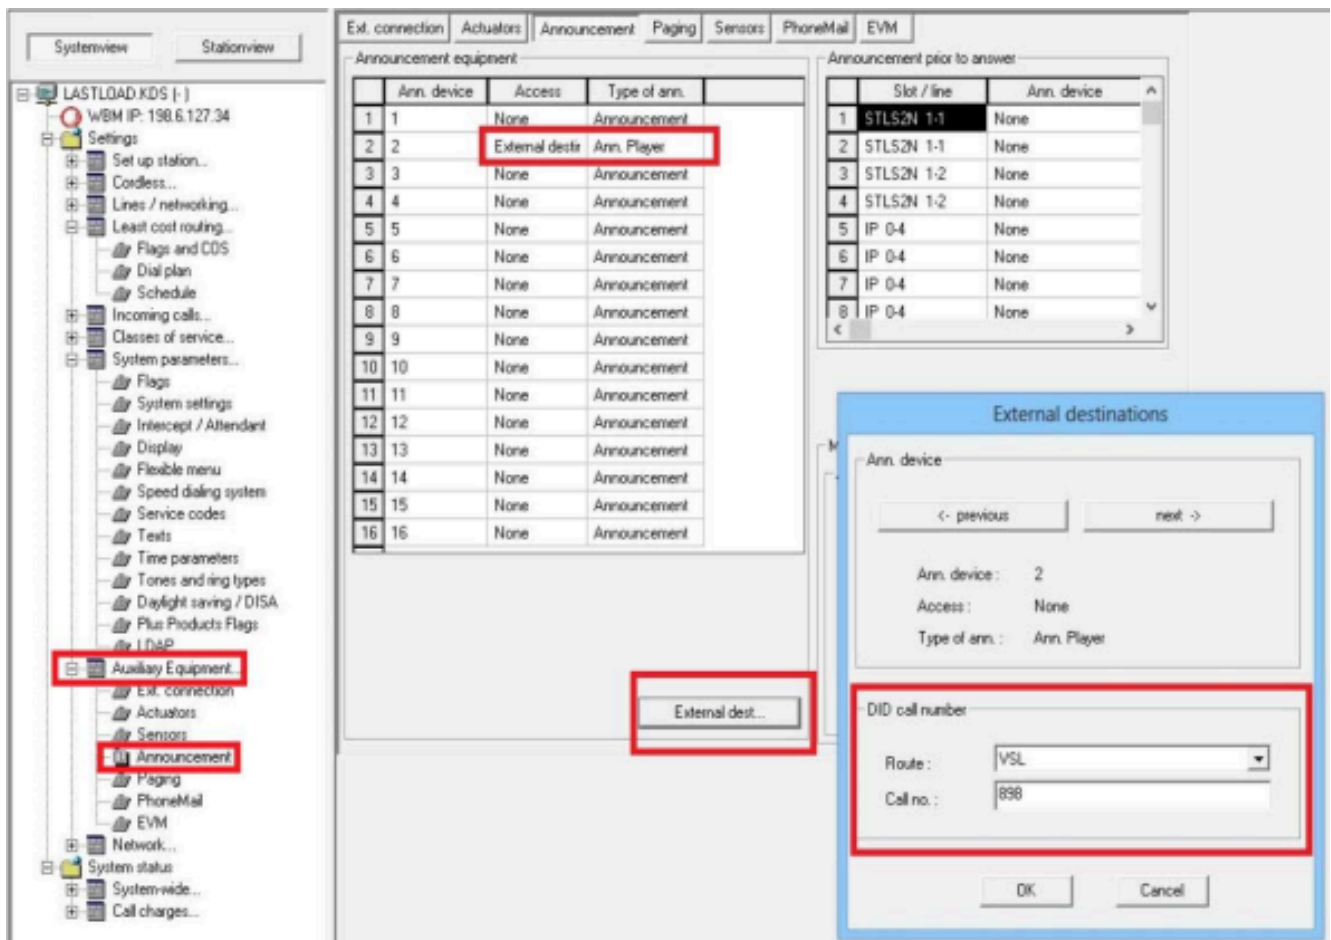 Systemview Stationview
LASTLOAD.KDS (- )
WBM IP: 198.6.127.34
Settings
Set up station...
Cordless...
Lines / networking...
Least cost routing...
Flags and COS
Dial plan
Schedule
Incoming calls...
Classes of service...
System parameters...
Flags
System settings
Intercept / Attendant
Display
Flexible menu
Speed dialing system
Service codes
Texts
Time parameters
Tones and ring types
Daylight saving / DISA
Plus Products Flags
LDAP
Auxiliary Equipment...
Ext. connection
Actuators
Sensors
Announcement
Paging
PhoneMail
EVM
Network...
System status
System-wide...
Call charges...
Ext. connection Actuators Announcement Paging Sensors PhoneMail EVM
Announcement equipment
Ann. device Access Type of ann.
1 1 None Announcement
2 2 External destir Ann. Player
3 3 None Announcement
4 4 None Announcement
5 5 None Announcement
6 6 None Announcement
7 7 None Announcement
8 8 None Announcement
9 9 None Announcement
10 10 None Announcement
11 11 None Announcement
12 12 None Announcement
13 13 None Announcement
14 14 None Announcement
15 15 None Announcement
16 16 None Announcement
External dest...
Announcement prior to answer
Slot / line Ann. device
1 STLS2N 1-1 None
2 STLS2N 1-1 None
3 STLS2N 1-2 None
4 STLS2N 1-2 None
5 IP 0-4 None
6 IP 0-4 None
7 IP 0-4 None
8 IP 0-4 None
M
External destinations
Ann. device
<- previous next ->
Ann. device : 2
Access : None
Type of ann. : Ann. Player
DID call number
Route : VSL
Call no. : 898
OK Cancel